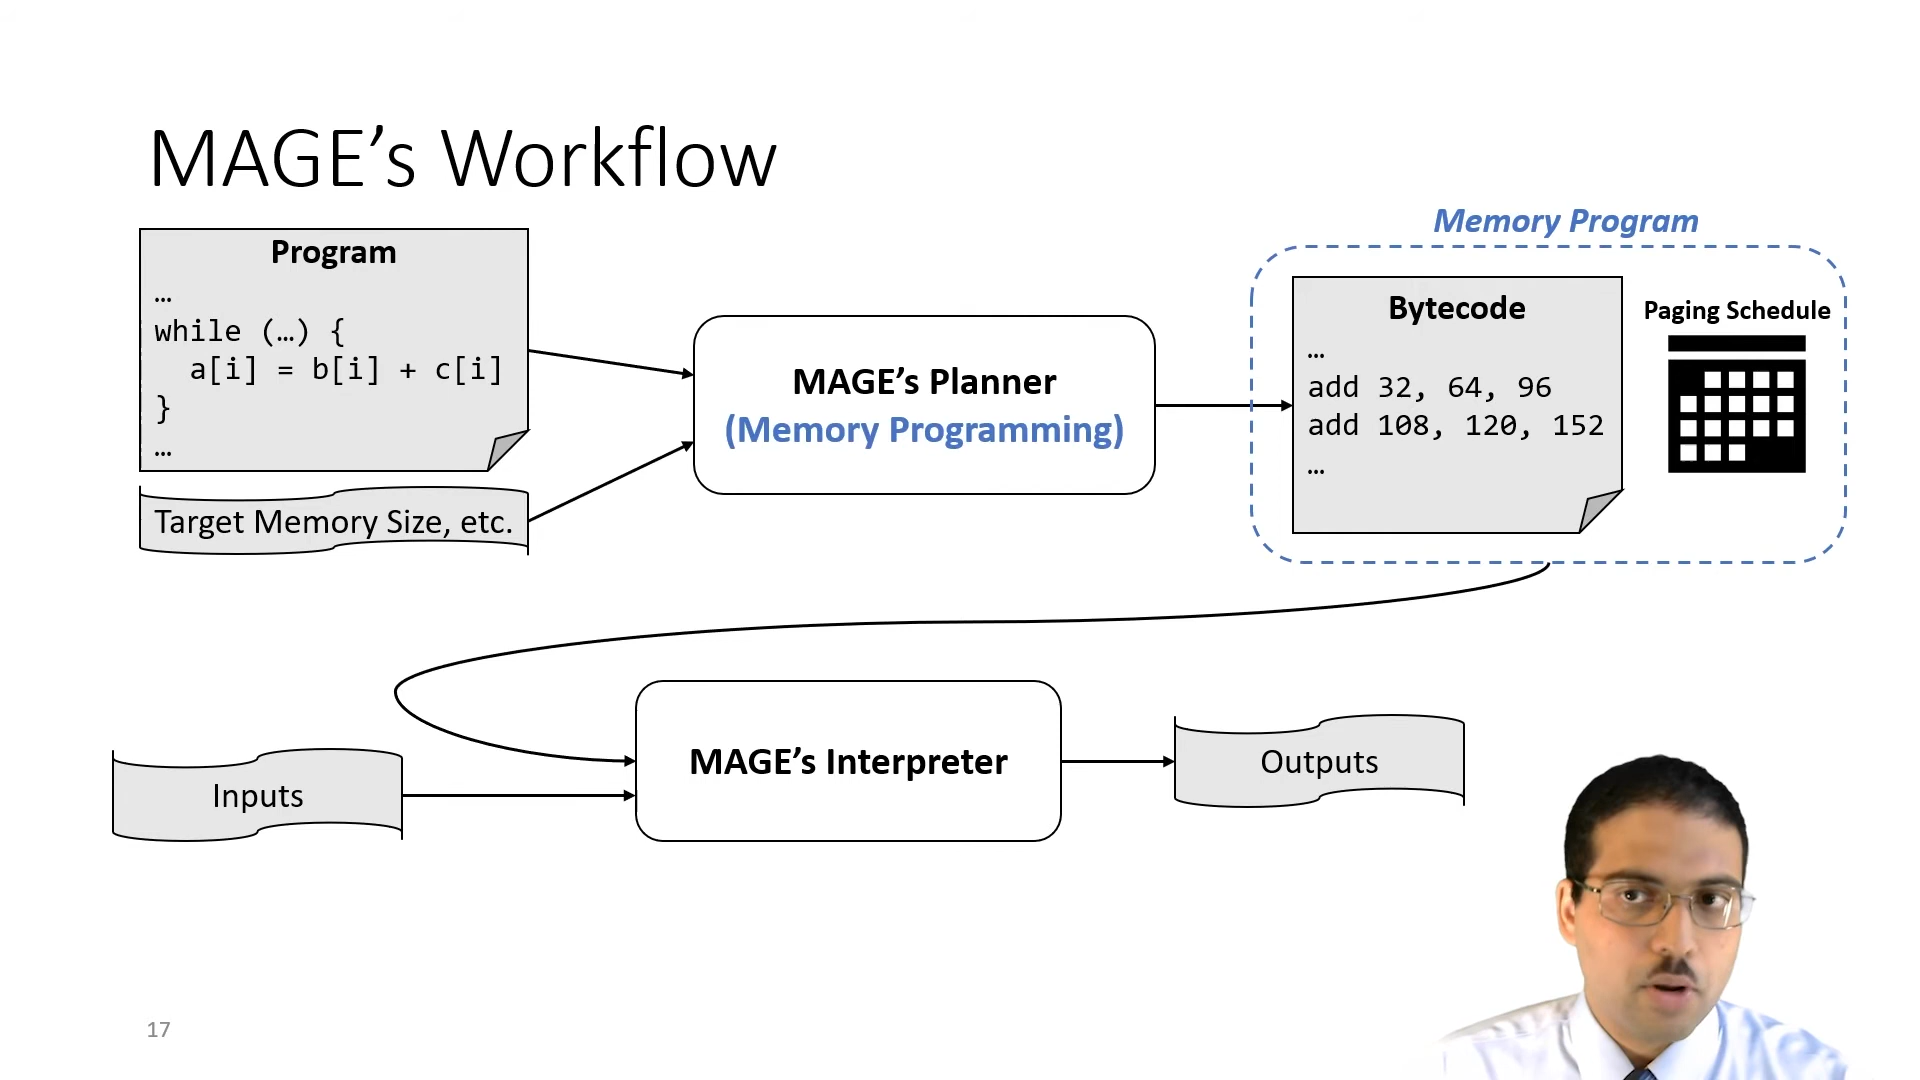 MAGE’s Workflow
Program
…
while (…) {
  a[i] = b[i] + c[i]
}
…
Target Memory Size, etc.
MAGE’s Planner
(Memory Programming)
Memory Program
Bytecode
…
add 32, 64, 96
add 108, 120, 152
…
Paging Schedule
Inputs
MAGE’s Interpreter
Outputs
17